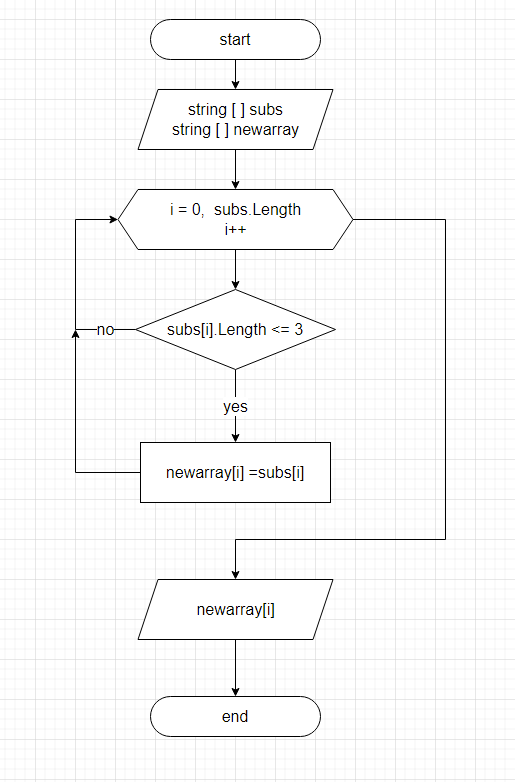 start
string [ ] subs
string [ ] newarray
i = 0,  subs.Length
i++
subs[i].Length <= 3
no
yes
newarray[i] =subs[i]
newarray[i]
end